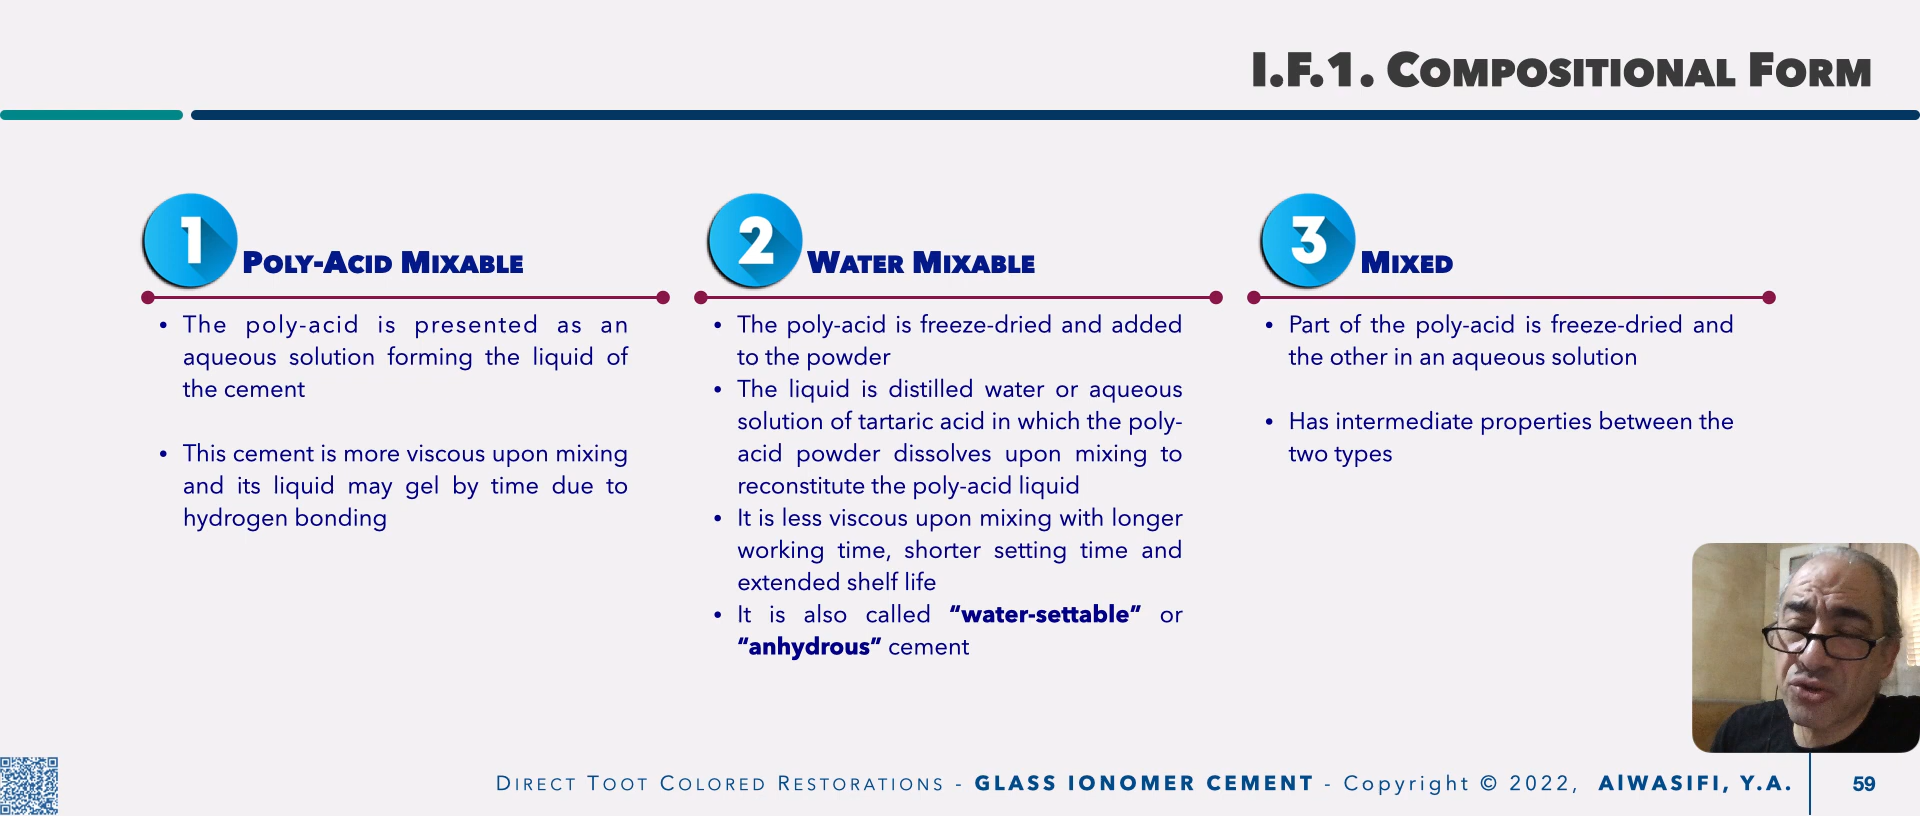 I.F.1. COMPOSITIONAL FORM
1
POLY-ACID MIXABLE
• The poly-acid is presented as an
aqueous solution forming the liquid of
the cement
• This cement is more viscous upon mixing
and its liquid may gel by time due to
hydrogen bonding
2
WATER MIXABLE
• The poly-acid is freeze-dried and added
to the powder
• The liquid is distilled water or aqueous
solution of tartaric acid in which the poly-
acid powder dissolves upon mixing to
reconstitute the poly-acid liquid
• It is less viscous upon mixing with longer
working time, shorter setting time and
extended shelf life
• It is also called “water-settable” or
“anhydrous” cement
3
MIXED
• Part of the poly-acid is freeze-dried and
the other in an aqueous solution
• Has intermediate properties between the
two types
DIRECT TOOT COLORED RESTORATIONS - GLASS IONOMER CEMENT - Copyright © 2022, AlWASIFI, Y.A.
59